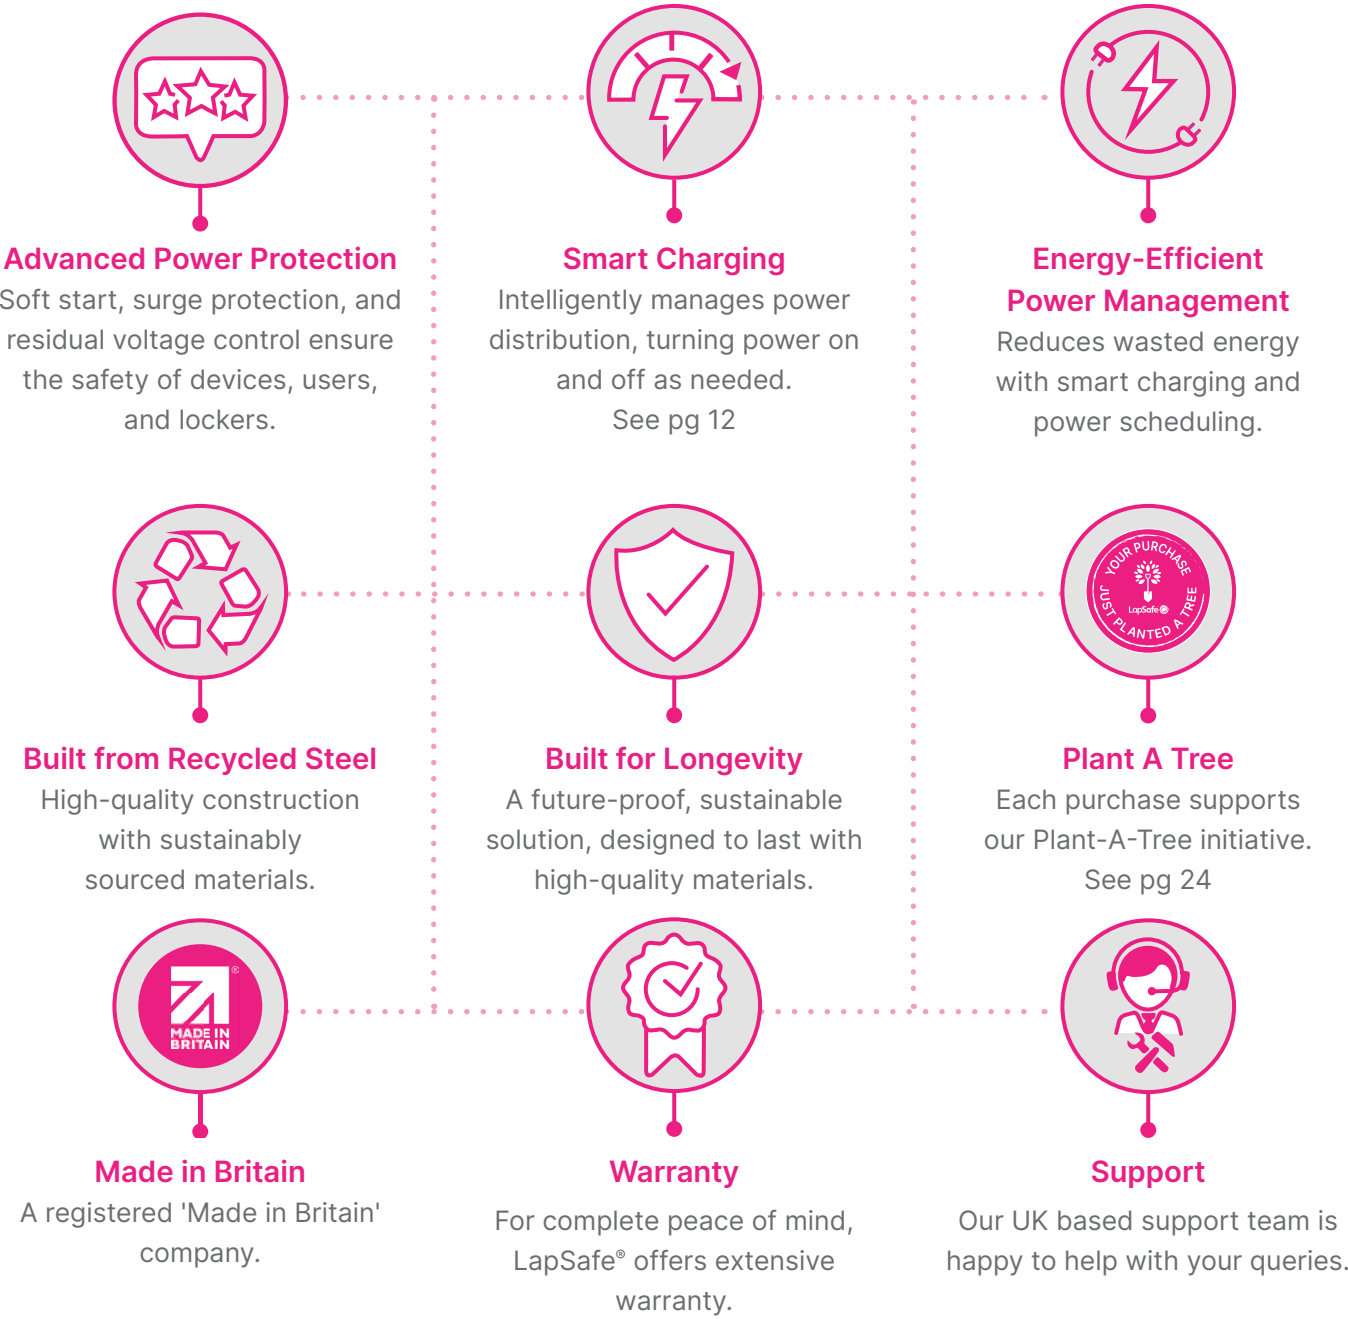 Advanced Power Protection
Soft start, surge protection, and
residual voltage control ensure
the safety of devices, users,
and lockers.
Smart Charging
Intelligently manages power
distribution, turning power on
and off as needed.
See pg 12
Energy-Efficient
Power Management
Reduces wasted energy
with smart charging and
power scheduling.
Built from Recycled Steel
High-quality construction
with sustainably
sourced materials.
Built for Longevity
A future-proof, sustainable
solution, designed to last with
high-quality materials.
YOUR PURCHASE
JUST PLANTED A TREE
LapSafe®
Plant A Tree
Each purchase supports
our Plant-A-Tree initiative.
See pg 24
®
MADE IN
BRITAIN
Made in Britain
A registered 'Made in Britain'
company.
Warranty
For complete peace of mind,
LapSafe® offers extensive
warranty.
Support
Our UK based support team is
happy to help with your queries.